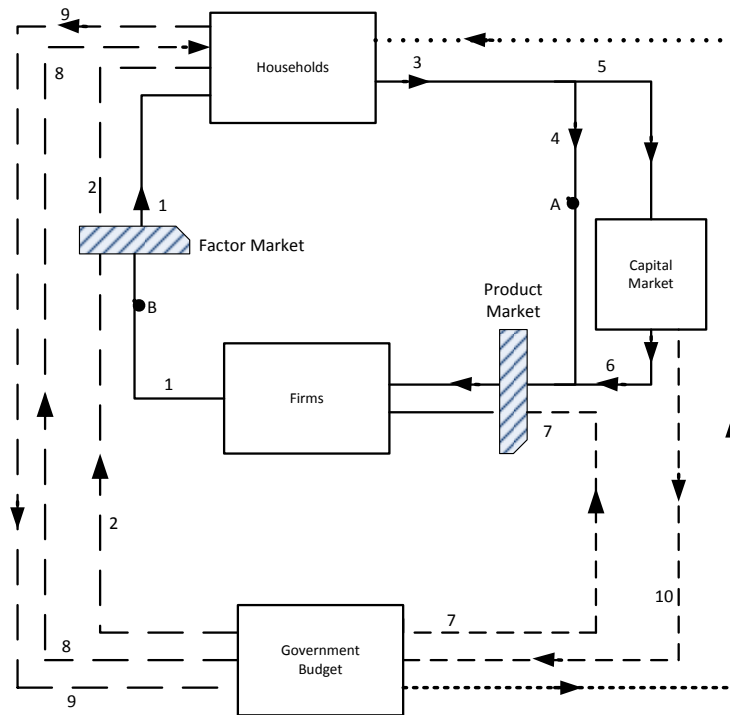 9
8
Households
3
5
4
2
1
A
Factor Market
Capital
Market
Product
Market
B
6
1
Firms
7
2
10
7
Government
Budget
8
9